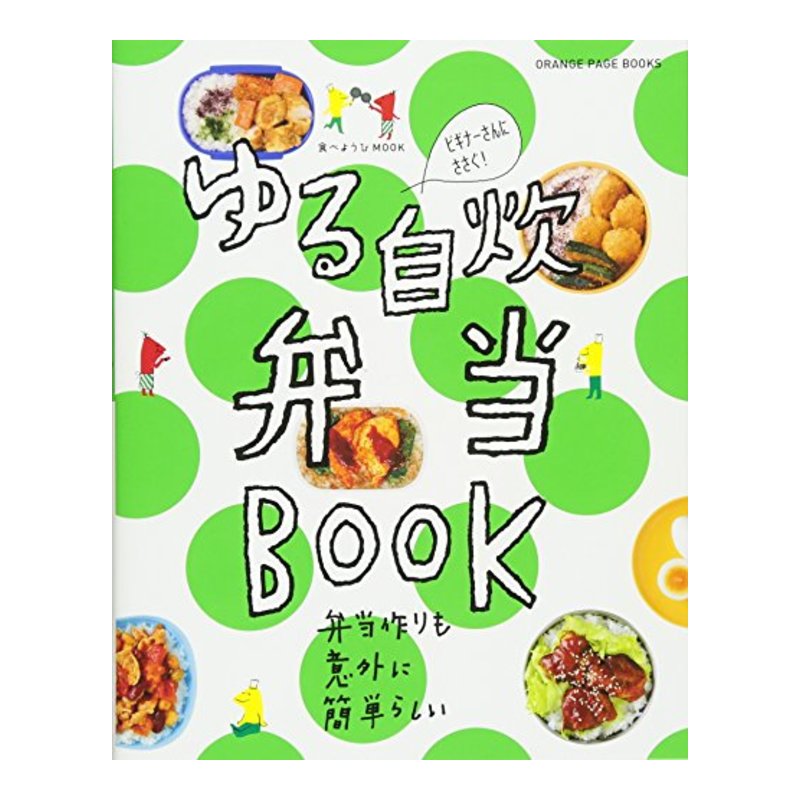 ORANGE PAGE BOOKS
食べようびMOOK
ビギナーさんに
ささぐ!
ゆる自炊
弁当
BOOK
弁当作りも
意外に
簡単らしい